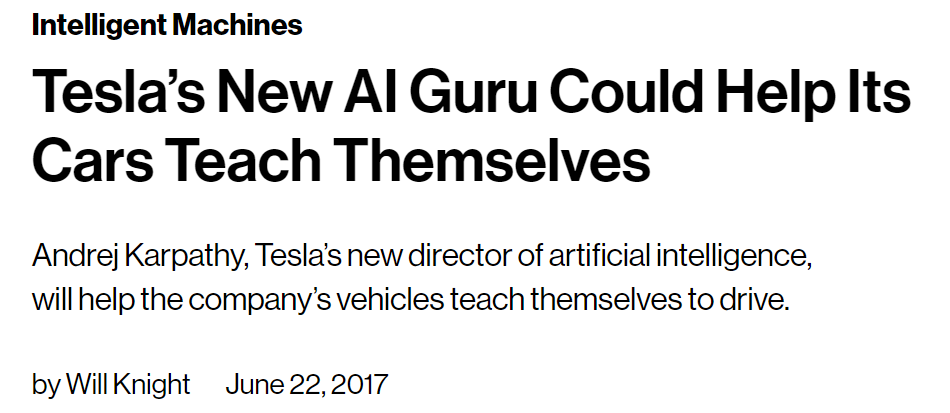 Intelligent Machines
Tesla’s New AI Guru Could Help Its
Cars Teach Themselves
Andrej Karpathy, Tesla’s new director of artificial intelligence,
will help the company’s vehicles teach themselves to drive.
by Will Knight June 22, 2017